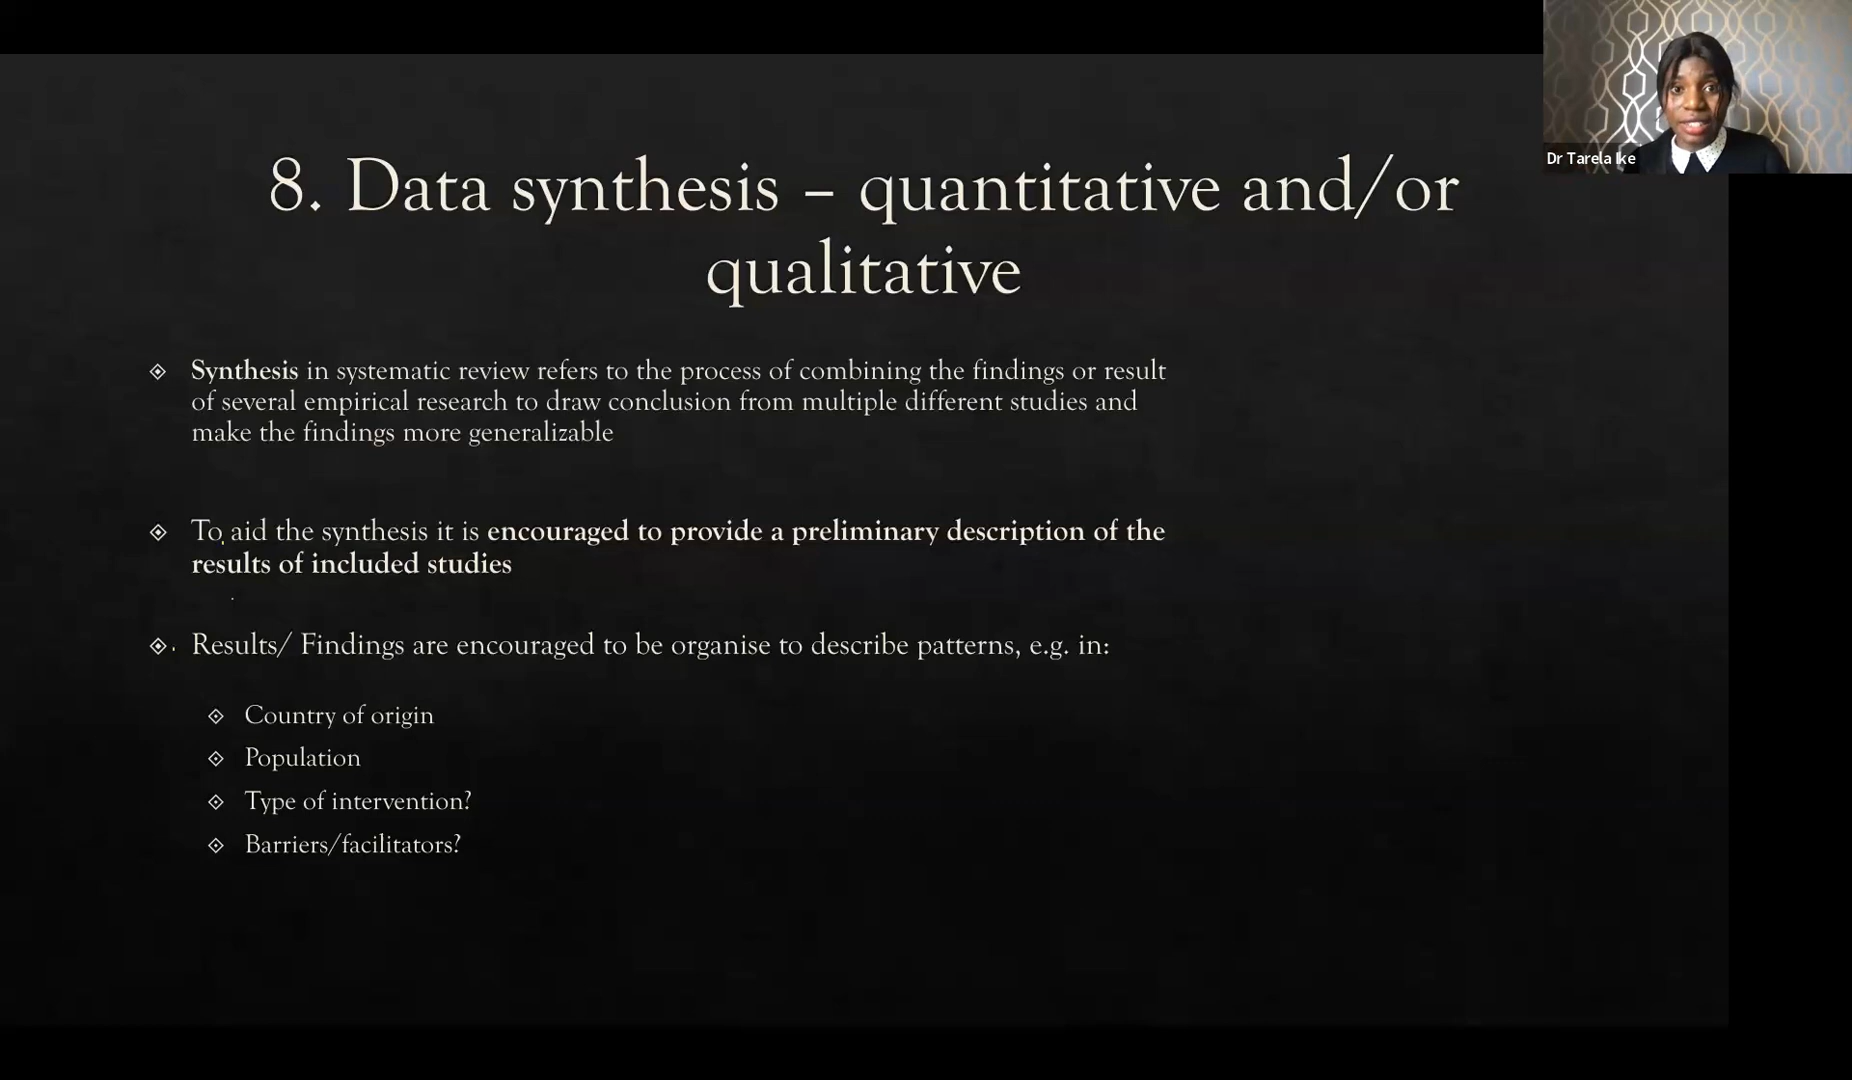 8. Data synthesis – quantitative and/or
qualitative
Synthesis in systematic review refers to the process of combining the findings or result
of several empirical research to draw conclusion from multiple different studies and
make the findings more generalizable
To aid the synthesis it is encouraged to provide a preliminary description of the
results of included studies
Results/ Findings are encouraged to be organise to describe patterns, e.g. in:
Country of origin
Population
Type of intervention?
Barriers/facilitators?
Dr Tarela Ike